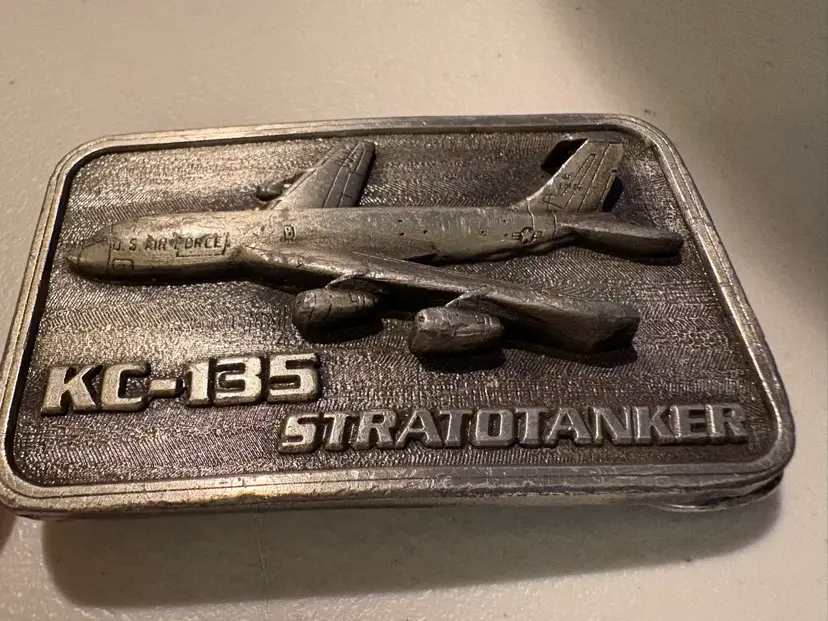 U.S. AIR FORCE
KC-135
STRATOTANKER